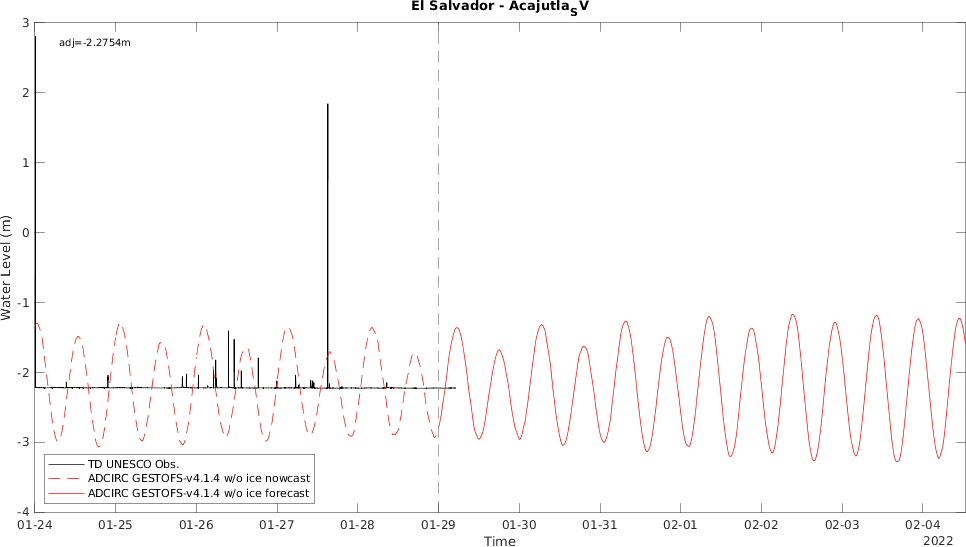 El Salvador - AcajutlaSV
adj=-2.2754m
3
2
1
0
-1
-2
-3
-4
Water Level (m)
TD UNESCO Obs.
ADCIRC GESTOFS-v4.1.4 w/o ice nowcast
ADCIRC GESTOFS-v4.1.4 w/o ice forecast
01-24 01-25 01-26 01-27 01-28 01-29 01-30 01-31 02-01 02-02 02-03 02-04
Time
2022